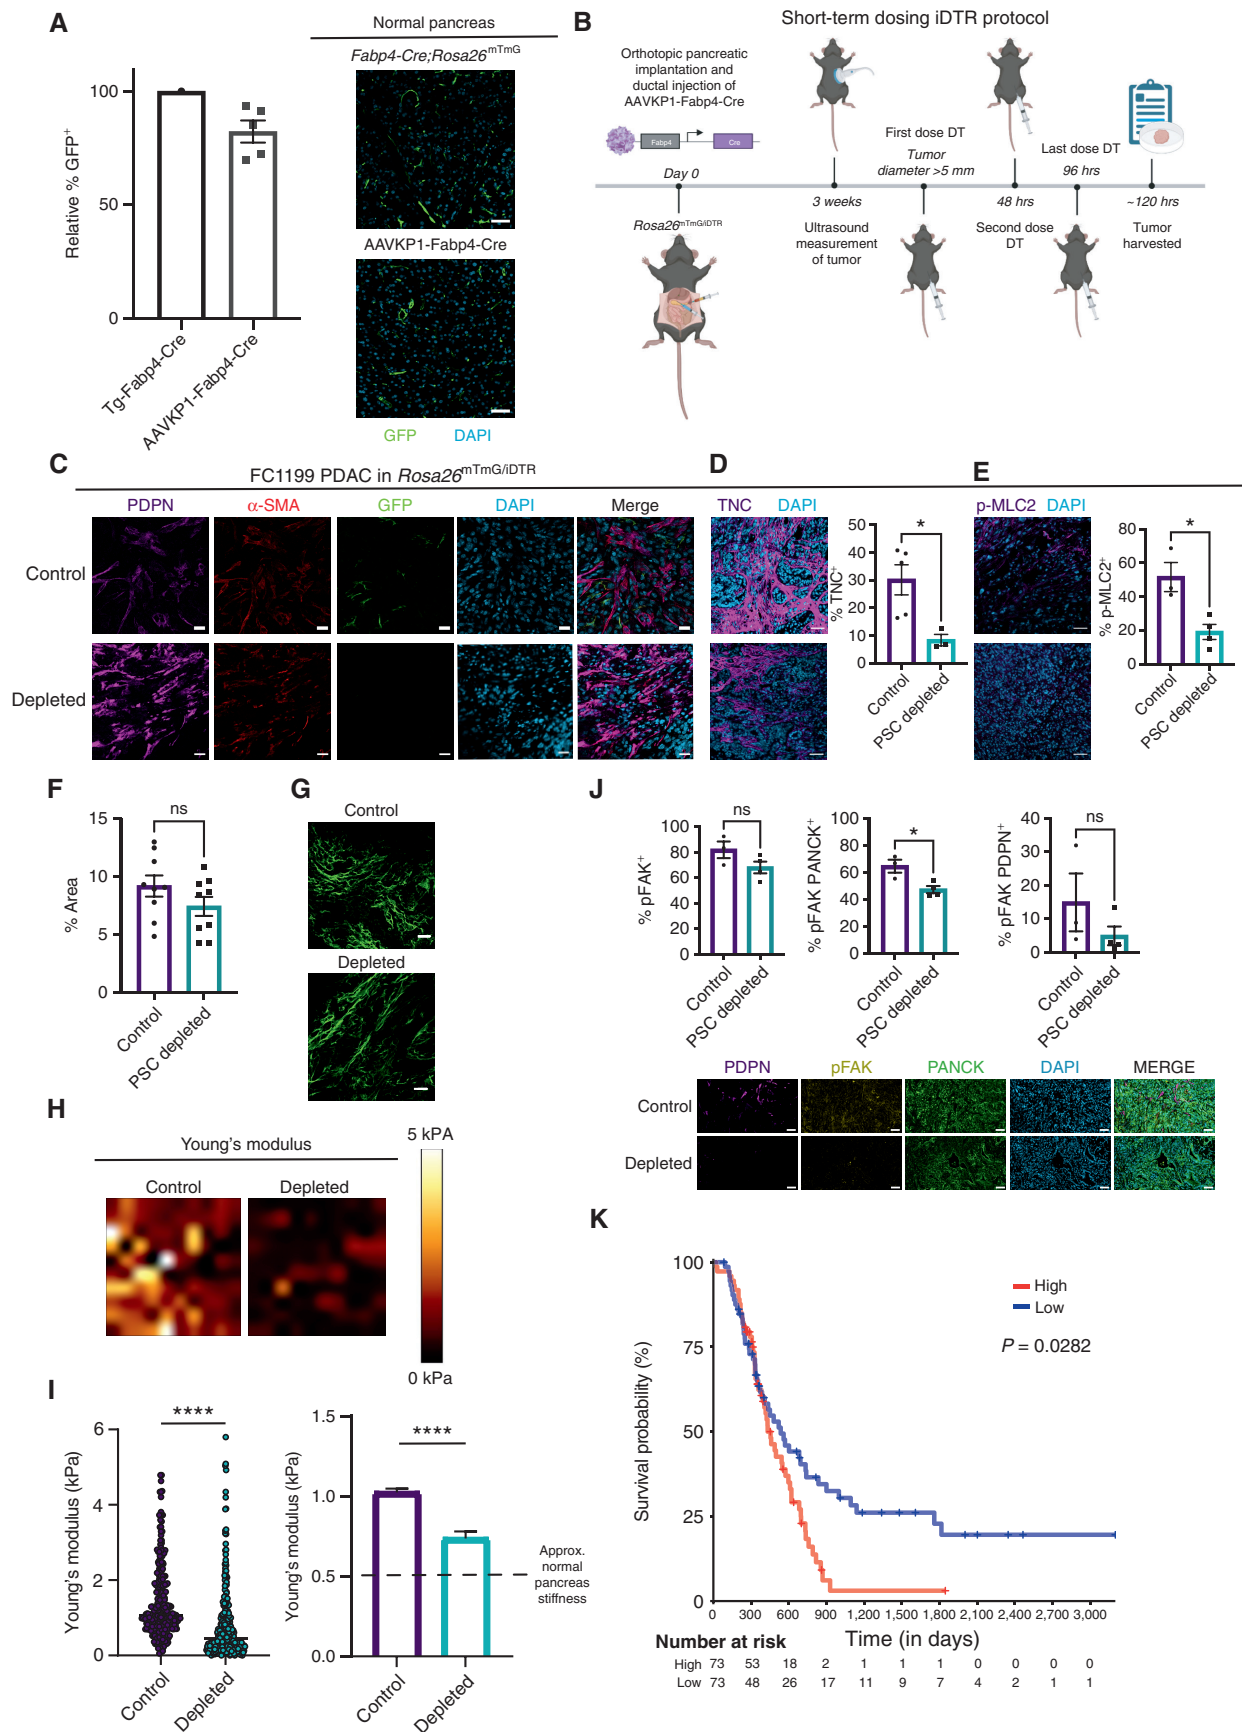 A
Normal pancreas
Fabp4-Cre;Rosa26mTmG
Relative % GFP+
100
50
0
Tg-Fabp4-Cre
AAVKP1-Fabp4-Cre
AAVKP1-Fabp4-Cre
GFP DAPI
B
Short-term dosing iDTR protocol
Orthotopic pancreatic
implantation and
ductal injection of
AAVKP1-Fabp4-Cre
Fabp4
Cre
Day 0
Rosa26mTmG/iDTR
3 weeks
Ultrasound
measurement
of tumor
First dose DT
Tumor
diameter >5 mm
48 hrs
Second dose
DT
Last dose DT
96 hrs
~120 hrs
Tumor
harvested
C
FC1199 PDAC in Rosa26mTmG/iDTR
PDPN α-SMA GFP DAPI Merge
Control
Depleted
D
TNC DAPI
% TNC+
50
40
30
20
10
0
*
Control
PSC depleted
E
p-MLC2 DAPI
% p-MLC2+
80
60
40
20
0
*
Control
PSC depleted
F
% Area
15
10
5
0
ns
Control
PSC depleted
G
Control
Depleted
H
Young's modulus
Control Depleted
5 kPA
0 kPa
I
Young's modulus (kPa)
6
4
2
0
****
Control
Depleted
Young's modulus (kPa)
1.5
1.0
0.5
0.0
****
Control
Depleted
Approx.
normal
pancreas
stiffness
J
% pFAK+
100
80
60
40
20
0
ns
Control
PSC depleted
% pFAK PANCK+
100
80
60
40
20
0
*
Control
PSC depleted
% pFAK PDPN+
40
30
20
10
0
ns
Control
PSC depleted
PDPN pFAK PANCK DAPI MERGE
Control
Depleted
K
Survival probability (%)
100
75
50
25
0
High
Low
P = 0.0282
0 300 600 900 1,200 1,500 1,800 2,100 2,400 2,700 3,000
Time (in days)
Number at risk
High 73 53 18 2 1 1 1 0 0 0 0
Low 73 48 26 17 11 9 7 4 2 1 1